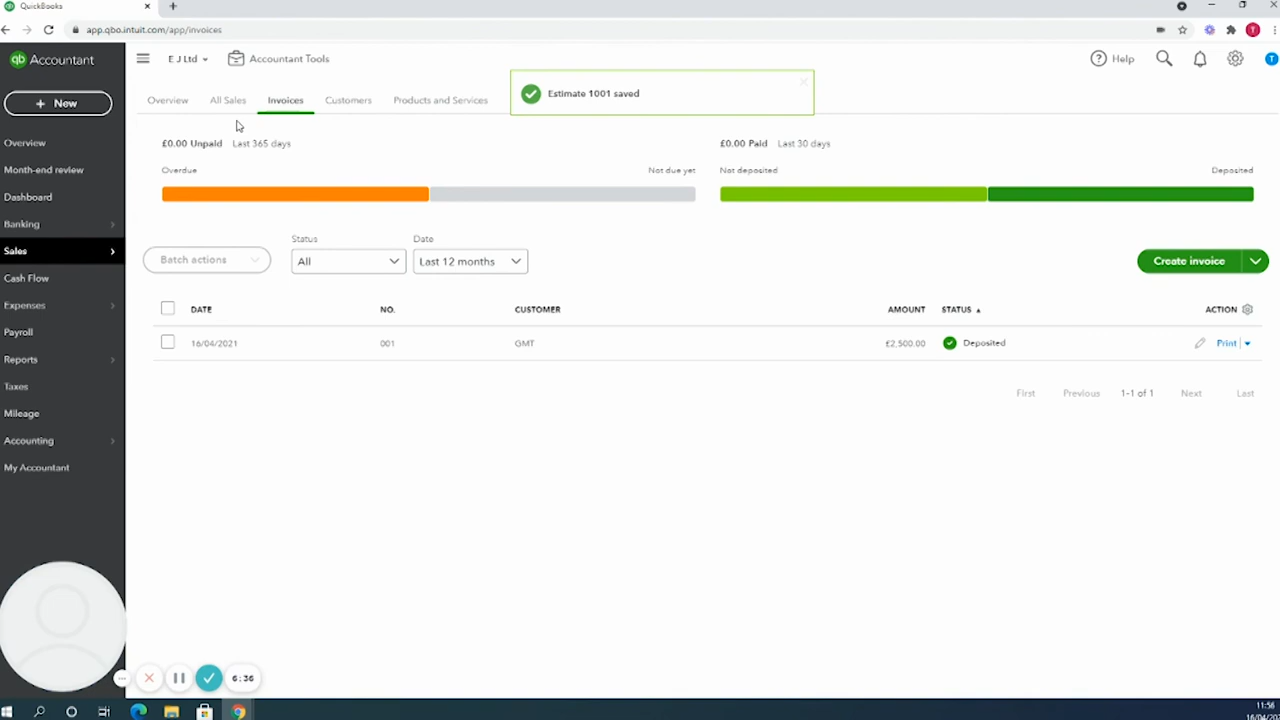 QuickBooks
app.qbo.intuit.com/app/invoices
T
qb Accountant
E J Ltd
Accountant Tools
Help
T
+ New
Overview
All Sales
Invoices
Customers
Products and Services
Estimate 1001 saved
Overview
Month-end review
Dashboard
Banking
Sales
Cash Flow
Expenses
Payroll
Reports
Taxes
Mileage
Accounting
My Accountant
£0.00 Unpaid Last 365 days
£0.00 Paid Last 30 days
Overdue
Not due yet
Not deposited
Deposited
Batch actions
Status
All
Date
Last 12 months
Create invoice
DATE NO. CUSTOMER AMOUNT STATUS ACTION
16/04/2021 001 GMT £2,500.00 Deposited Print
First Previous 1-1 of 1 Next Last
6:36
11:56